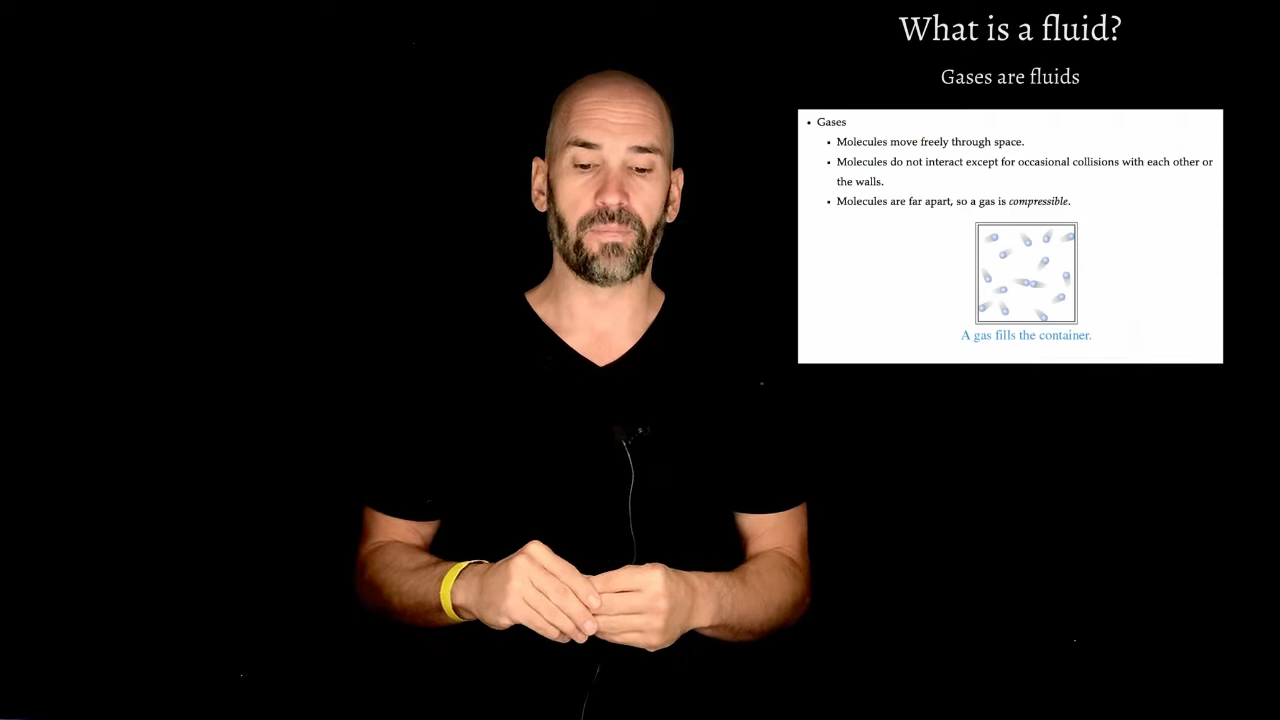 What is a fluid?
Gases are fluids
• Gases
▪ Molecules move freely through space.
▪ Molecules do not interact except for occasional collisions with each other or
the walls.
▪ Molecules are far apart, so a gas is compressible.
A gas fills the container.